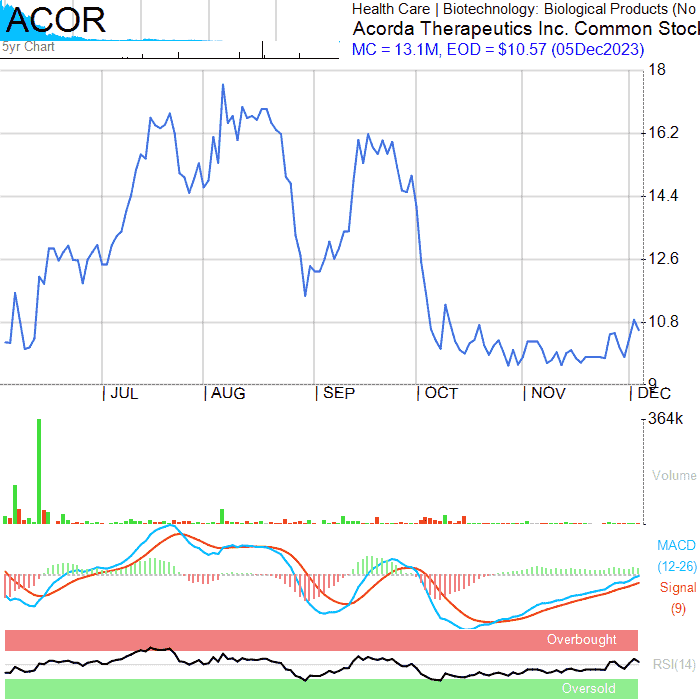 ACOR
5yr Chart
Health Care | Biotechnology: Biological Products (No
Acorda Therapeutics Inc. Common Stoc
MC = 13.1M, EOD = $10.57 (05Dec2023)
18
16.2
14.4
12.6
10.8
9
| JUL | AUG | SEP | OCT | NOV | DEC
364k
Volume
MACD
(12-26)
Signal
(9)
Overbought
RSI(14)
Oversold